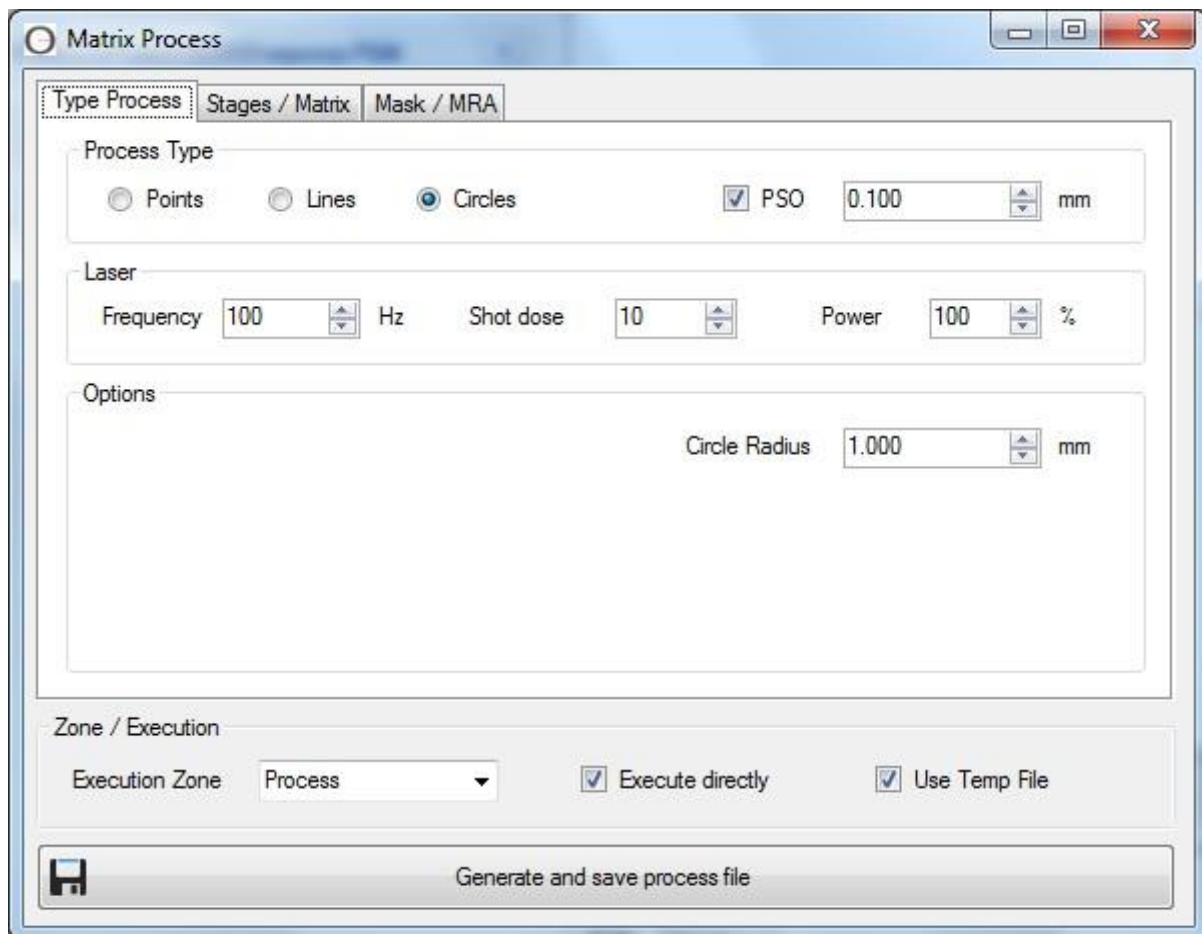 Matrix Process
Type Process Stages / Matrix Mask / MRA
Process Type
Points Lines Circles PSO 0.100 mm
Laser
Frequency 100 Hz Shot dose 10 Power 100 %
Options
Circle Radius 1.000 mm
Zone / Execution
Execution Zone Process Execute directly Use Temp File
Generate and save process file